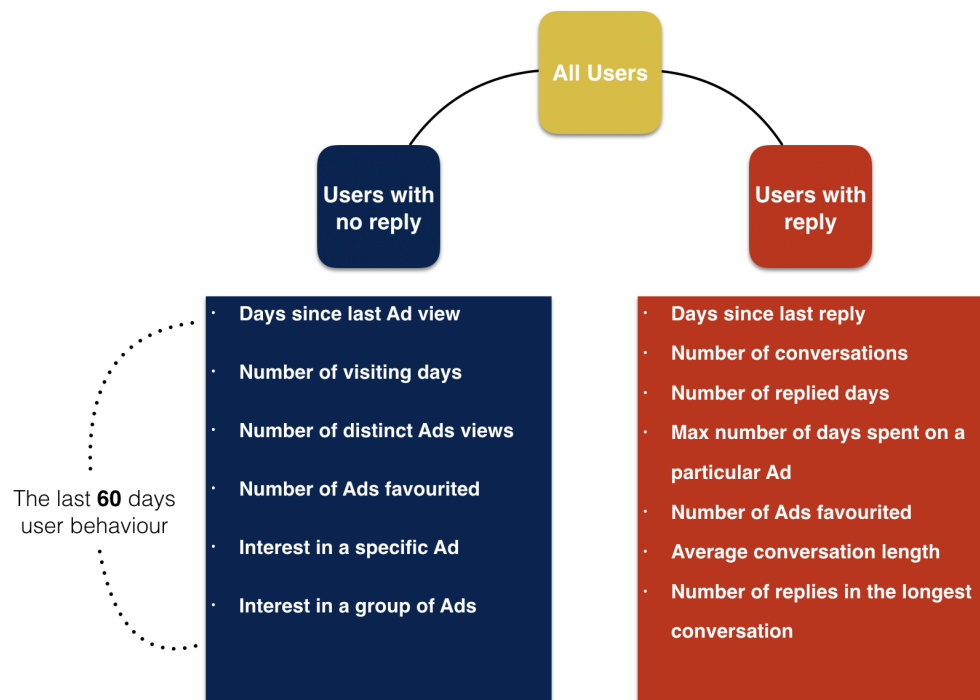 All Users
Users with
no reply
Users with
reply
· Days since last Ad view
· Number of visiting days
· Number of distinct Ads views
· Number of Ads favourited
· Interest in a specific Ad
· Interest in a group of Ads
· Days since last reply
· Number of conversations
· Number of replied days
· Max number of days spent on a
particular Ad
· Number of Ads favourited
· Average conversation length
· Number of replies in the longest
conversation
The last 60 days
user behaviour